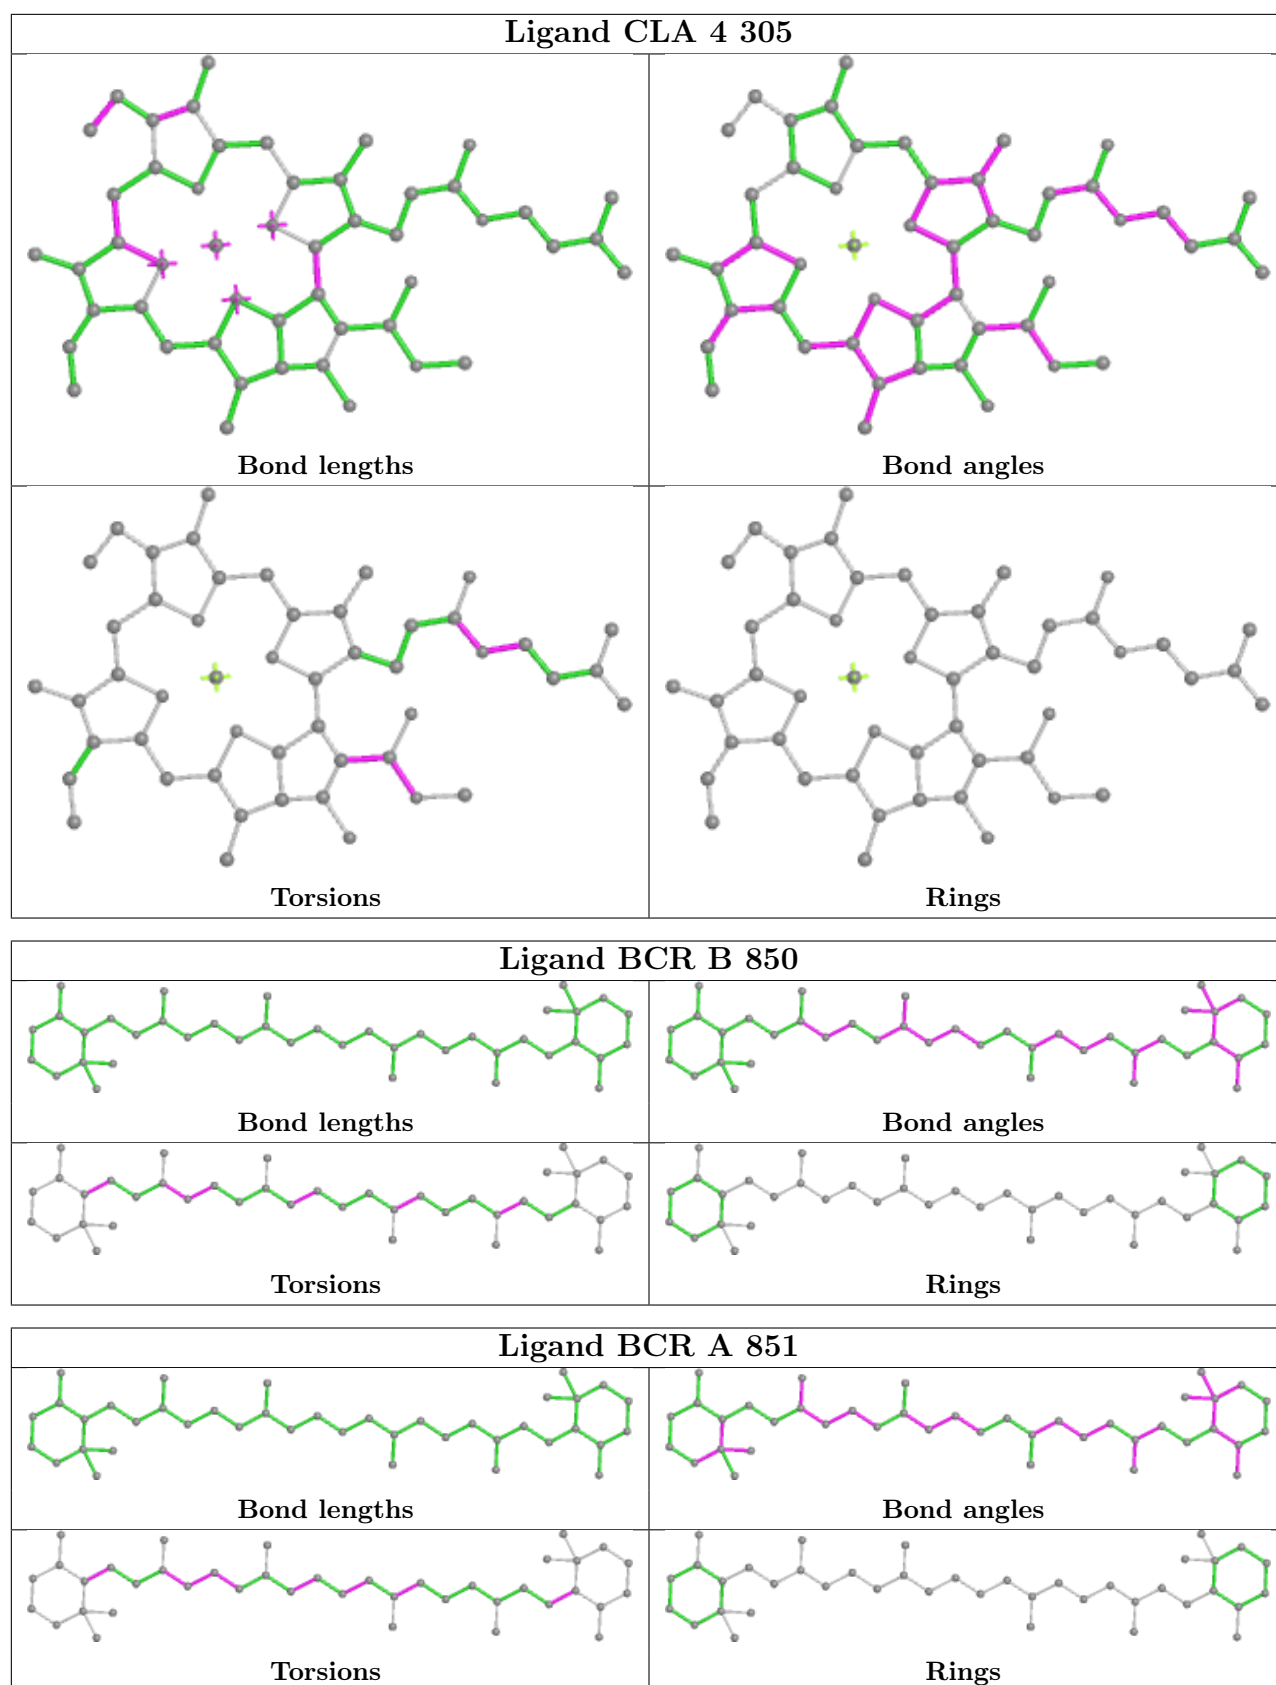 Ligand CLA 4 305
Bond lengths
Bond angles
Torsions
Rings
Ligand BCR B 850
Bond lengths
Bond angles
Torsions
Rings
Ligand BCR A 851
Bond lengths
Bond angles
Torsions
Rings